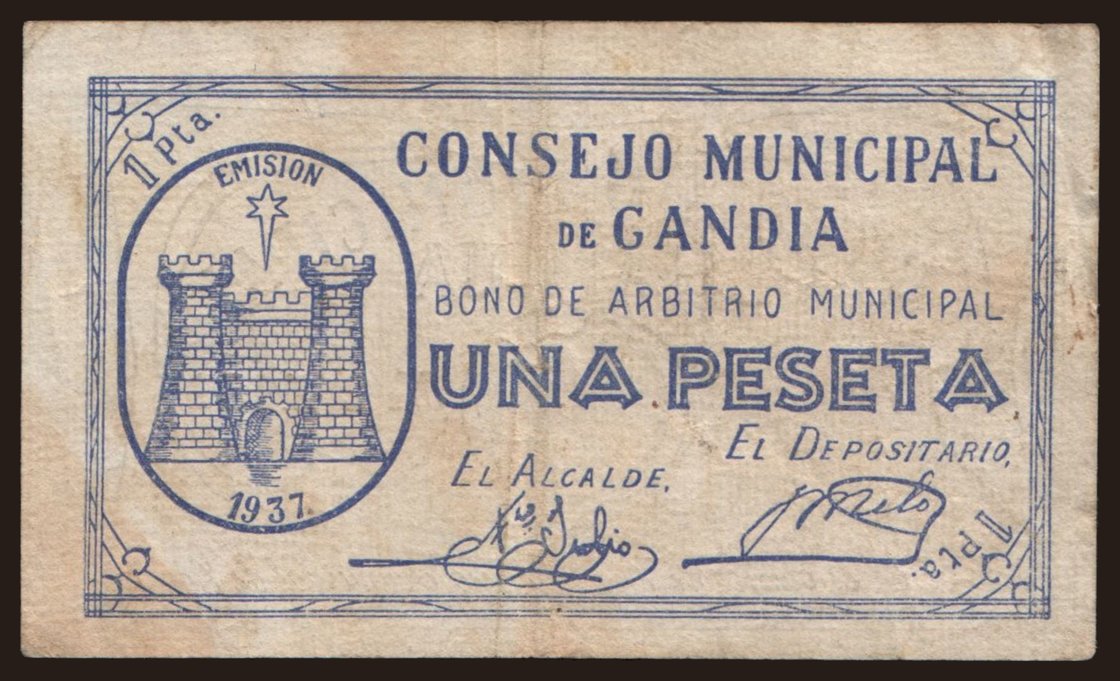 1 Pta.
EMISION
1937.
CONSEJO MUNICIPAL
DE GANDIA
BONO DE ARBITRIO MUNICIPAL
UNA PESETA
EL DEPOSITARIO,
EL ALCALDE,
1 Pta.